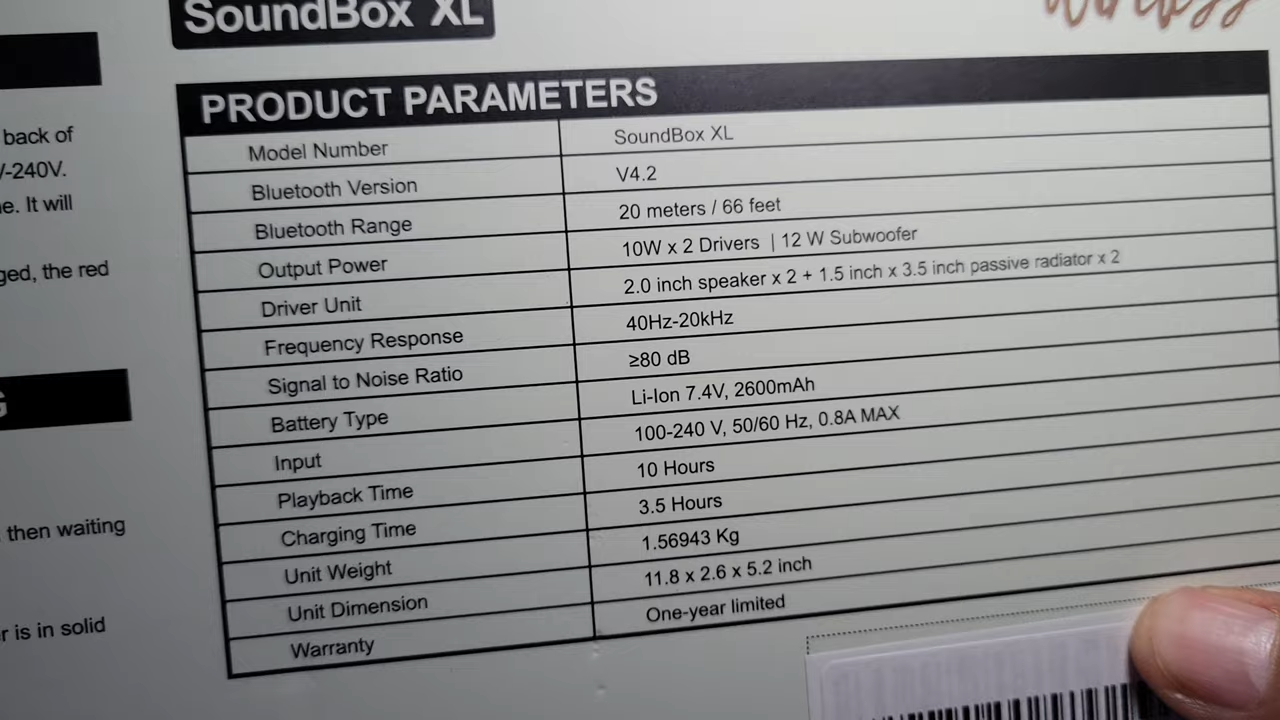 SoundBox XL
Wireless
back of
V-240V.
e. It will
ged, the red
G
then waiting
r is in solid
PRODUCT PARAMETERS
Model Number SoundBox XL
Bluetooth Version V4.2
Bluetooth Range 20 meters / 66 feet
Output Power 10W x 2 Drivers | 12 W Subwoofer
Driver Unit 2.0 inch speaker x 2 + 1.5 inch x 3.5 inch passive radiator x 2
Frequency Response 40Hz-20kHz
Signal to Noise Ratio ≥80 dB
Battery Type Li-Ion 7.4V, 2600mAh
Input 100-240 V, 50/60 Hz, 0.8A MAX
Playback Time 10 Hours
Charging Time 3.5 Hours
Unit Weight 1.56943 Kg
Unit Dimension 11.8 x 2.6 x 5.2 inch
Warranty One-year limited